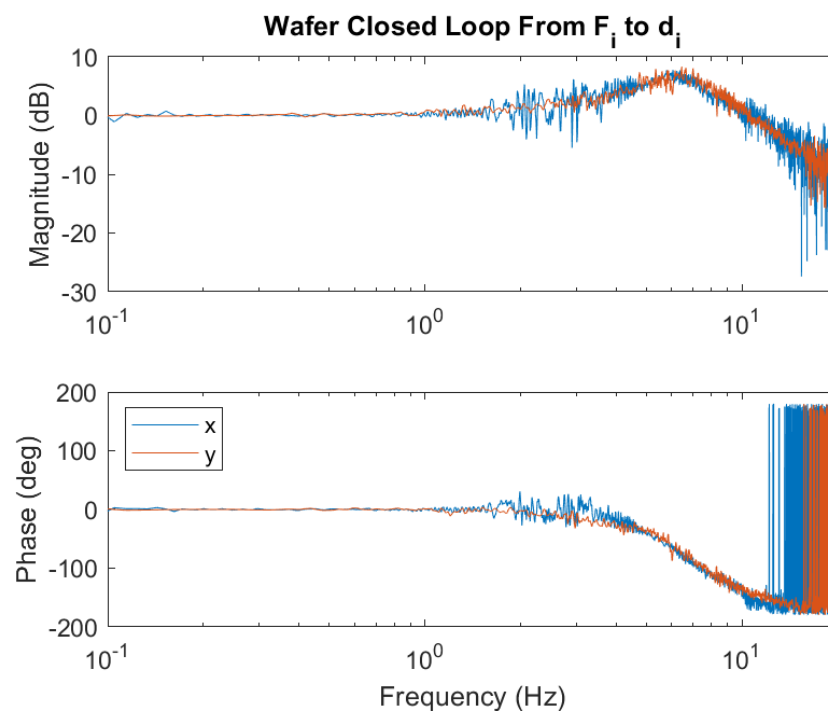 Wafer Closed Loop From F_i to d_i
Magnitude (dB)
10
0
-10
-20
-30
10^-1
10^0
10^1
Phase (deg)
200
100
0
-100
-200
x
y
10^-1
10^0
10^1
Frequency (Hz)